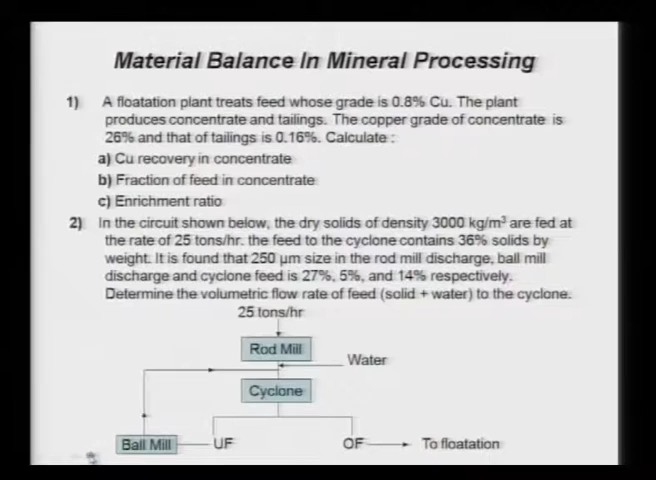 Material Balance In Mineral Processing
1) A floatation plant treats feed whose grade is 0.8% Cu. The plant
produces concentrate and tailings. The copper grade of concentrate is
26% and that of tailings is 0.16%. Calculate :
a) Cu recovery in concentrate
b) Fraction of feed in concentrate
c) Enrichment ratio
2) In the circuit shown below, the dry solids of density 3000 kg/m³ are fed at
the rate of 25 tons/hr. the feed to the cyclone contains 36% solids by
weight. It is found that 250 µm size in the rod mill discharge, ball mill
discharge and cyclone feed is 27%, 5%, and 14% respectively.
Determine the volumetric flow rate of feed (solid + water) to the cyclone.
25 tons/hr
Rod Mill
Water
Cyclone
Ball Mill UF OF To floatation